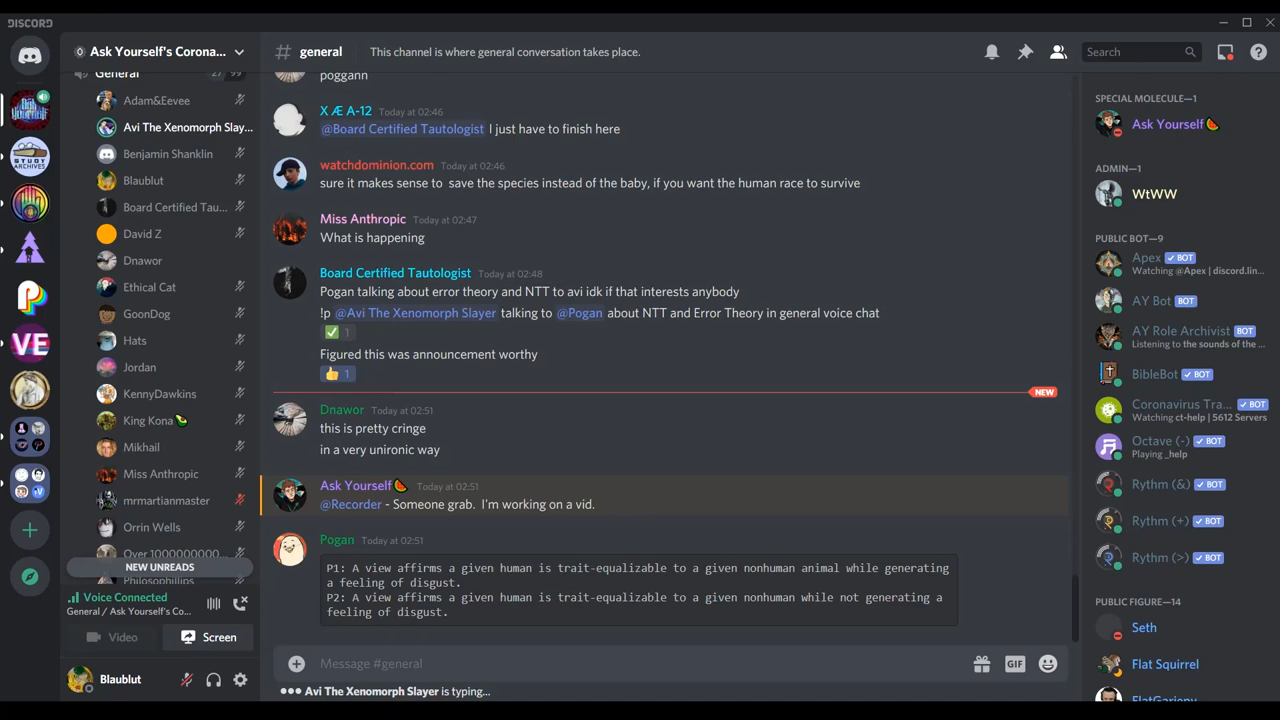 DISCORD
Ask Yourself's Corona...
general
This channel is where general conversation takes place.
Search
General
27 99
Adam&Eevee
Avi The Xenomorph Slay...
Benjamin Shanklin
Blaublut
Board Certified Tau...
David Z
Dnawor
Ethical Cat
GoonDog
Hats
Jordan
KennyDawkins
King Kona
Mikhail
Miss Anthropic
mrmartianmaster
Orrin Wells
Over 1000000000...
NEW UNREADS
Philosophillips
Voice Connected
General / Ask Yourself's Co...
Video
Screen
Blaublut
poggann
X Æ A-12 Today at 02:46
@Board Certified Tautologist I just have to finish here
watchdominion.com Today at 02:46
sure it makes sense to save the species instead of the baby, if you want the human race to survive
Miss Anthropic Today at 02:47
What is happening
Board Certified Tautologist Today at 02:48
Pogan talking about error theory and NTT to avi idk if that interests anybody
!p @Avi The Xenomorph Slayer talking to @Pogan about NTT and Error Theory in general voice chat
1
Figured this was announcement worthy
1
NEW
Dnawor Today at 02:51
this is pretty cringe
in a very unironic way
Ask Yourself Today at 02:51
@Recorder - Someone grab. I'm working on a vid.
Pogan Today at 02:51
P1: A view affirms a given human is trait-equalizable to a given nonhuman animal while generating
a feeling of disgust.
P2: A view affirms a given human is trait-equalizable to a given nonhuman while not generating a
feeling of disgust.
Message #general
GIF
Avi The Xenomorph Slayer is typing...
SPECIAL MOLECULE—1
Ask Yourself
ADMIN—1
WtWW
PUBLIC BOT—9
Apex BOT
Watching @Apex | discord.lin...
AY Bot BOT
AY Role Archivist BOT
Listening to the sounds of the ...
BibleBot BOT
Coronavirus Tra... BOT
Watching ct-help | 5612 Servers
Octave (-) BOT
Playing _help
Rythm (&) BOT
Rythm (+) BOT
Rythm (>) BOT
PUBLIC FIGURE—14
Seth
Flat Squirrel
STUDY
ARCHIVES
VE